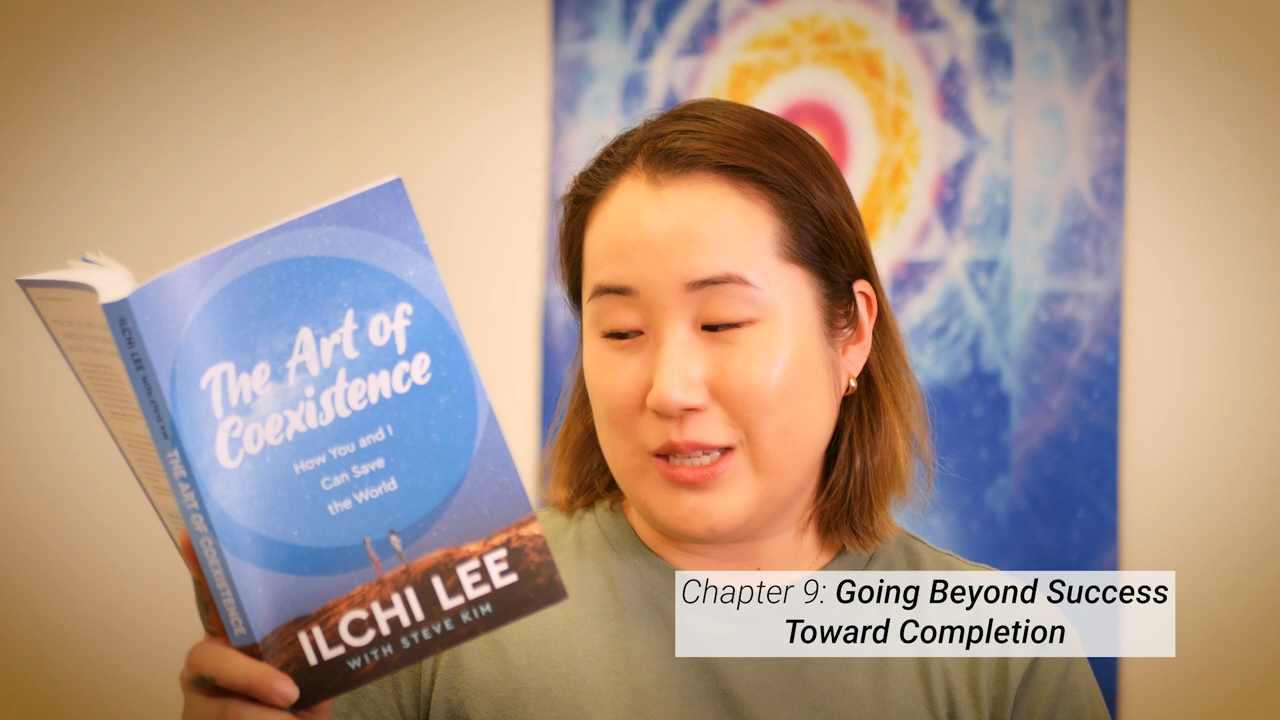 The Art of
Coexistence
How You and I
Can Save
the World
ILCHI LEE
WITH STEVE KIM
ILCHI LEE WITH STEVE KIM THE ART OF COEXISTENCE
Chapter 9: Going Beyond Success
Toward Completion